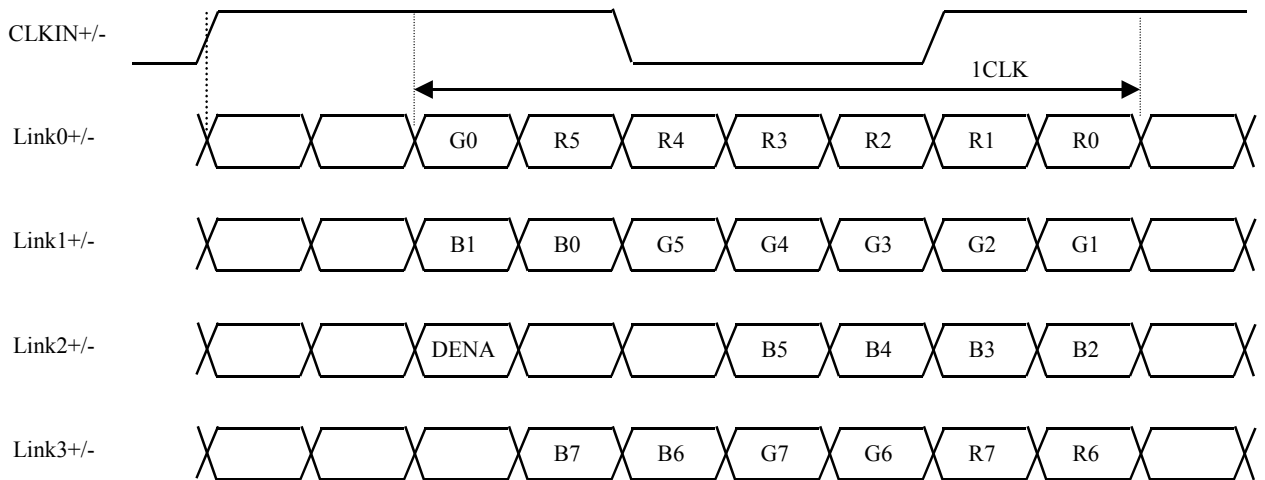 CLKIN+/-
1CLK
Link0+/- G0 R5 R4 R3 R2 R1 R0
Link1+/- B1 B0 G5 G4 G3 G2 G1
Link2+/- DENA B5 B4 B3 B2
Link3+/- B7 B6 G7 G6 R7 R6